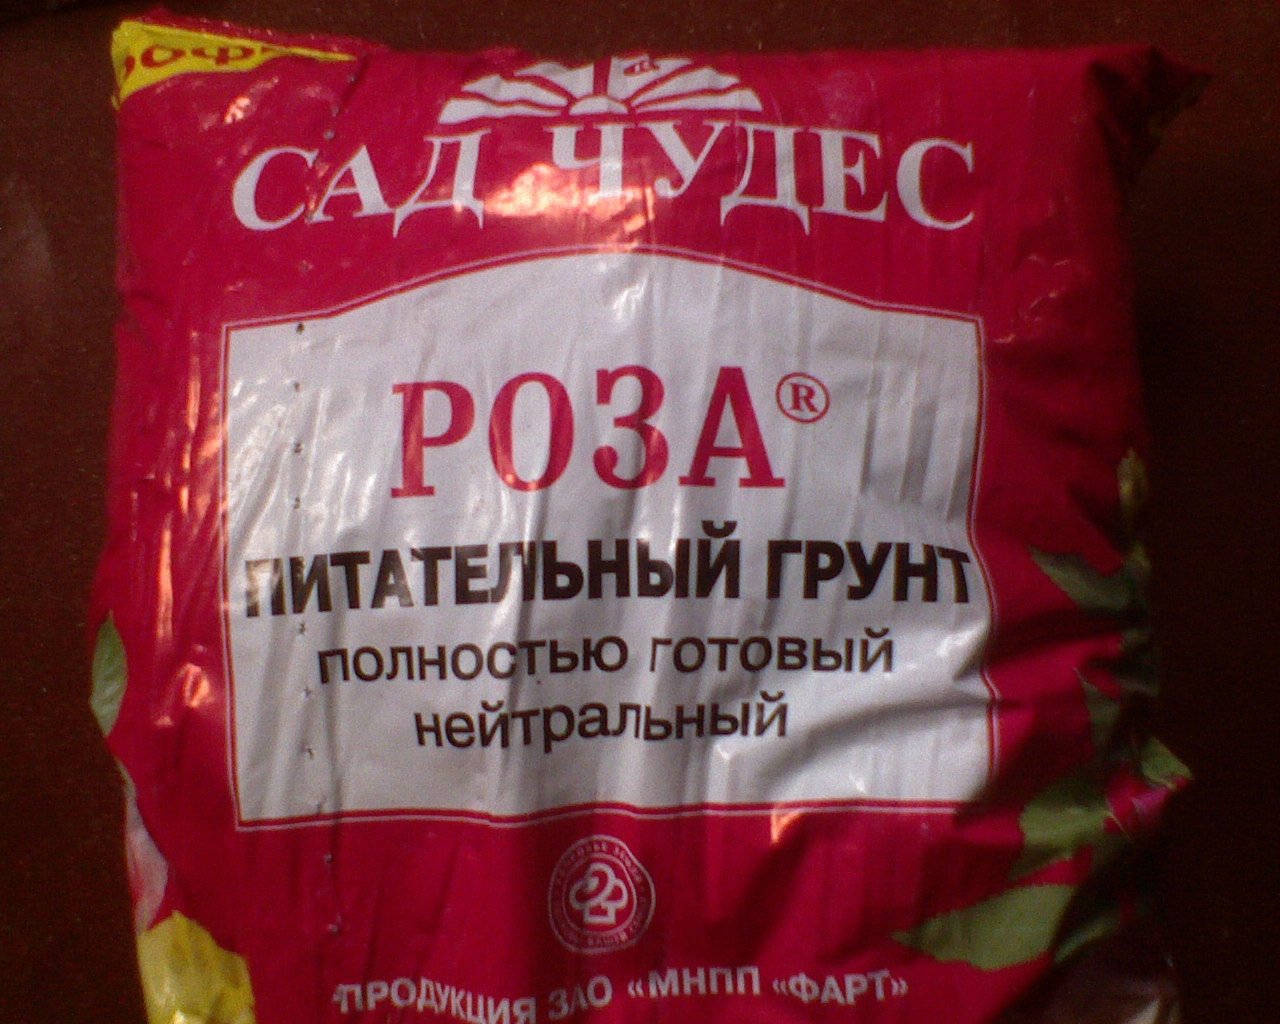 САД ЧУДЕС
РОЗА®
ПИТАТЕЛЬНЫЙ ГРУНТ
полностью готовый
нейтральный
ПРОДУКЦИЯ ЗАО «МНПП «ФАРТ»